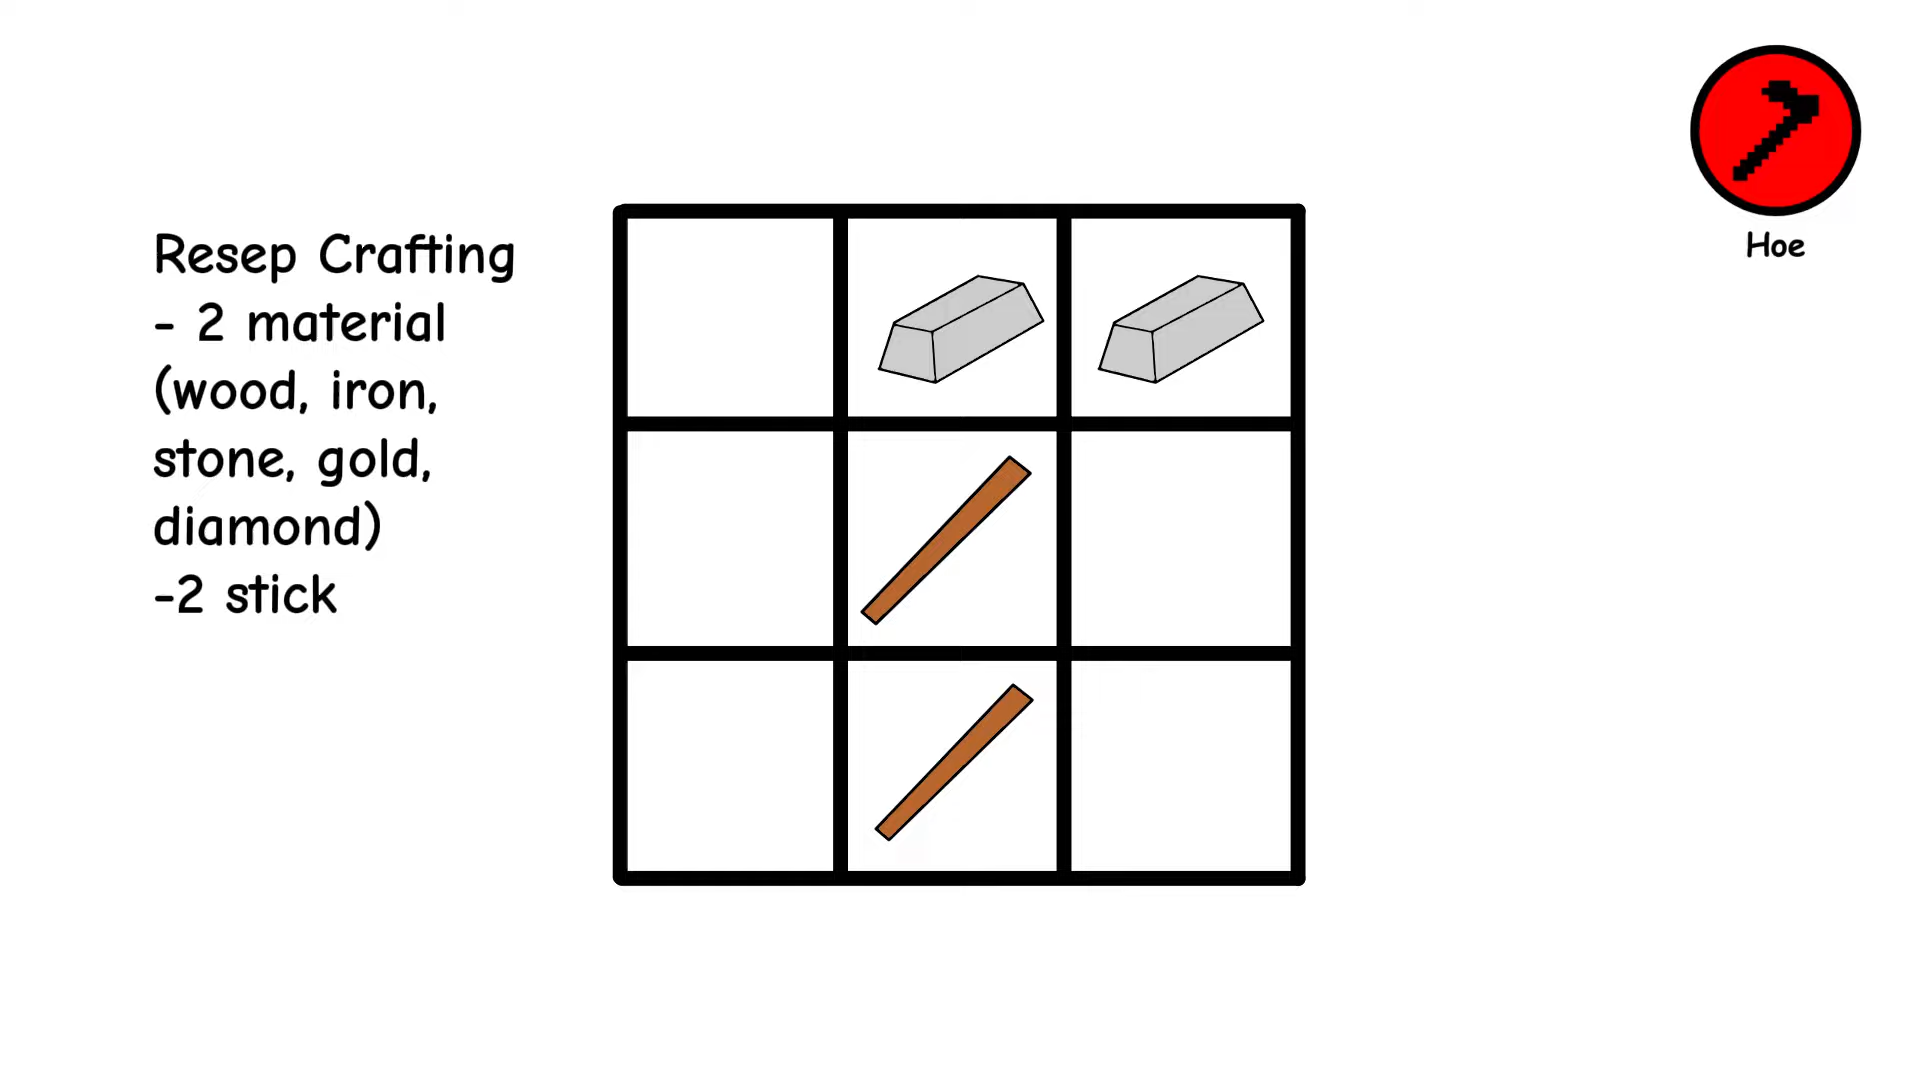 Resep Crafting
- 2 material
(wood, iron,
stone, gold,
diamond)
-2 stick
Hoe